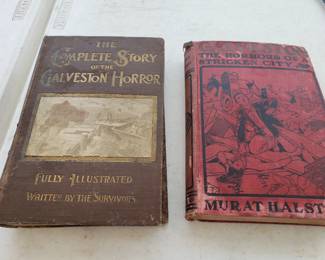 THE
COMPLETE STORY
OF THE
GALVESTON HORROR
FULLY ILLUSTRATED
WRITTEN BY THE SURVIVORS.
THE HORRORS OF A
STRICKEN CITY
MURAT HALST